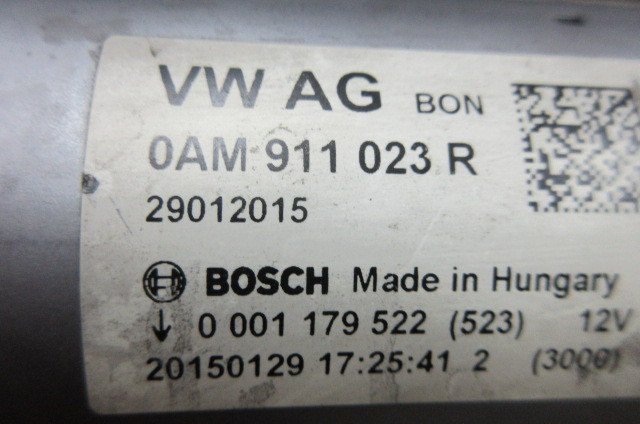 VW AG BON
0AM 911 023 R
29012015
BOSCH Made in Hungary
↓ 0 001 179 522 (523) 12V
20150129 17:25:41 2 (3000)